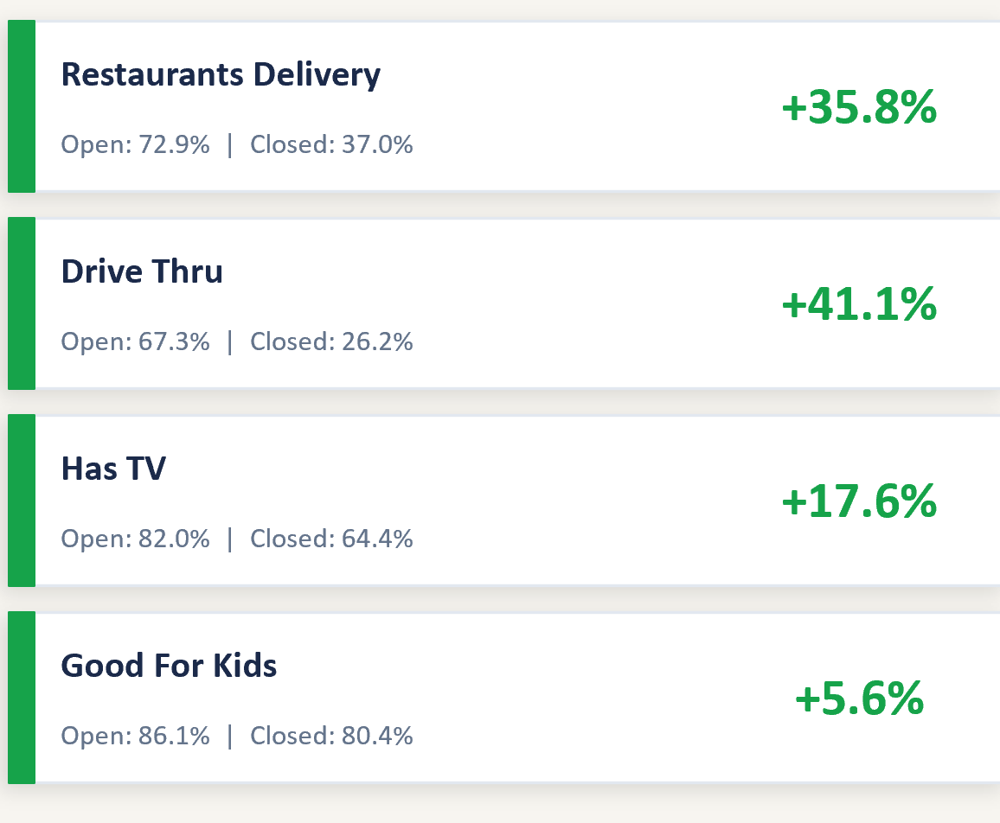 Restaurants Delivery
+35.8%
Open: 72.9% | Closed: 37.0%
Drive Thru
+41.1%
Open: 67.3% | Closed: 26.2%
Has TV
+17.6%
Open: 82.0% | Closed: 64.4%
Good For Kids
+5.6%
Open: 86.1% | Closed: 80.4%